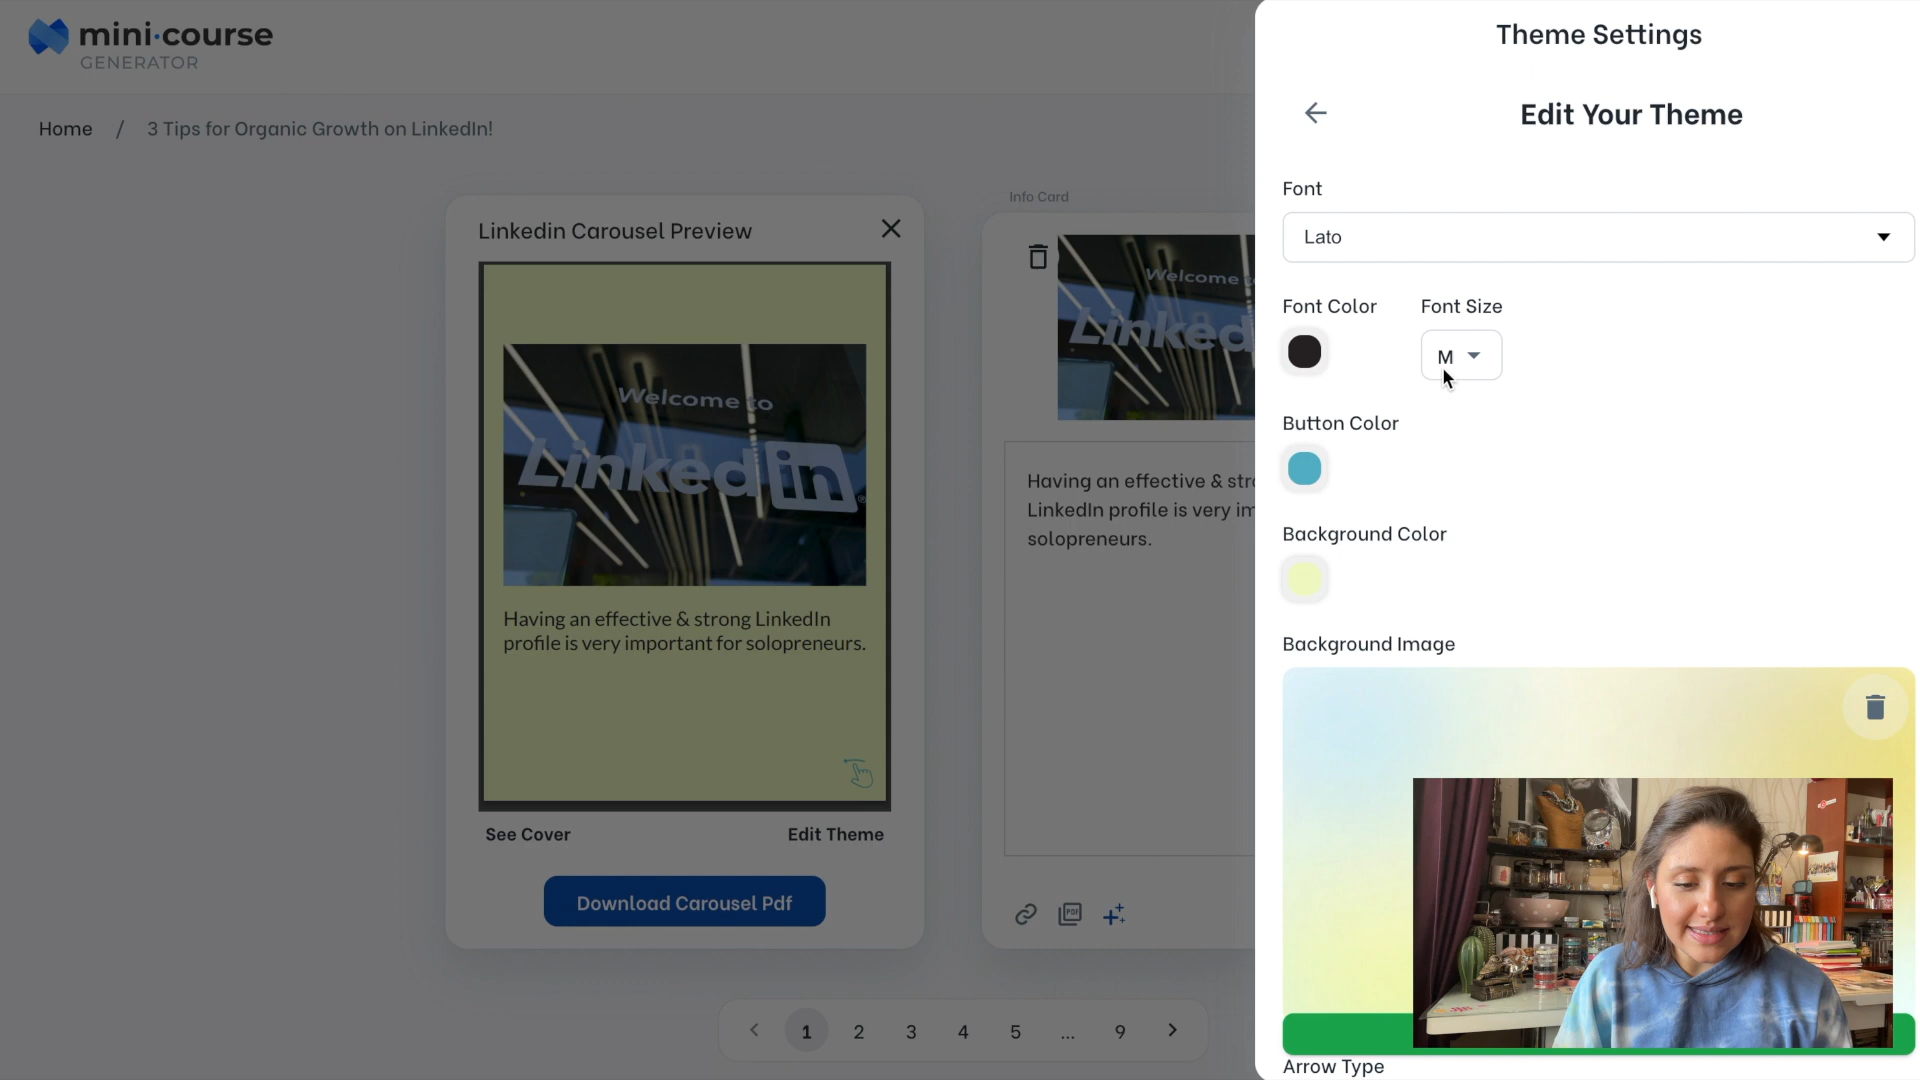 mini·course
GENERATOR
Home / 3 Tips for Organic Growth on LinkedIn!
Linkedin Carousel Preview
Welcome to
Linkedin®
Having an effective & strong LinkedIn
profile is very important for solopreneurs.
See Cover
Edit Theme
Download Carousel Pdf
Info Card
Welcome
Linked
Having an effective & str
LinkedIn profile is very im
solopreneurs.
PDF
1 2 3 4 5 ... 9
Theme Settings
Edit Your Theme
Font
Lato
Font Color
Font Size
M
Button Color
Background Color
Background Image
Arrow Type